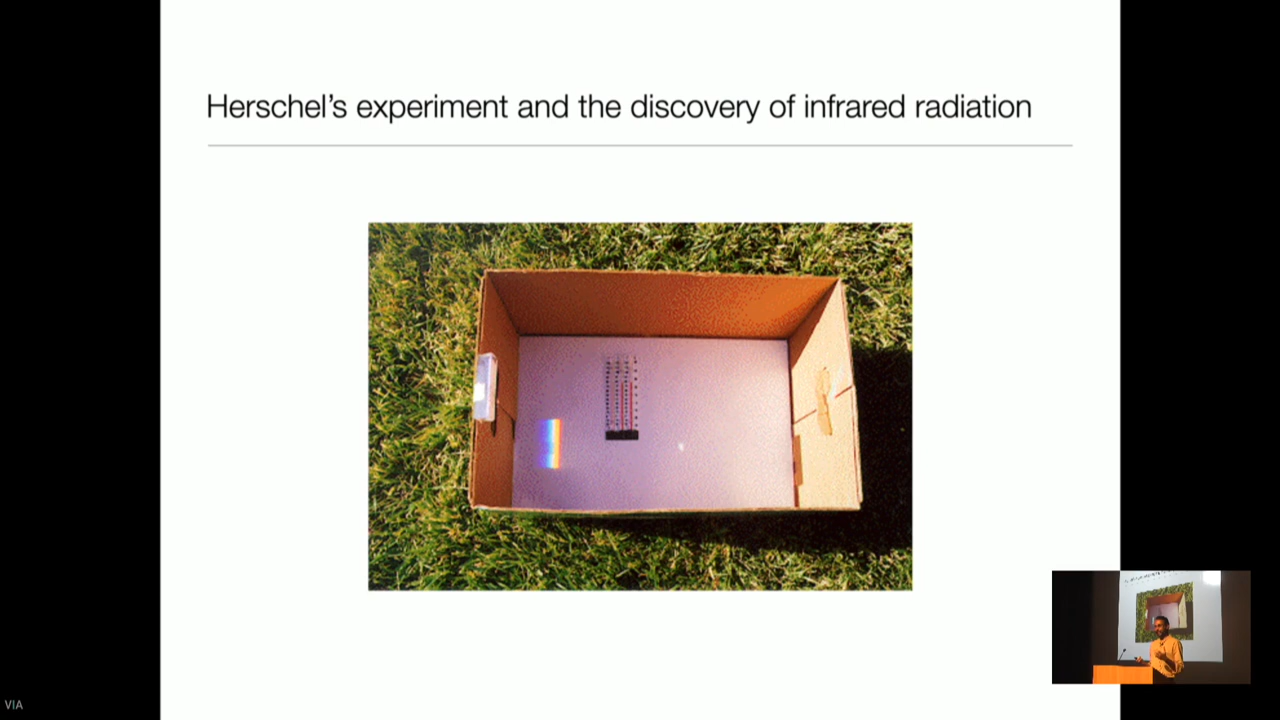 Herschel’s experiment and the discovery of infrared radiation
VIA